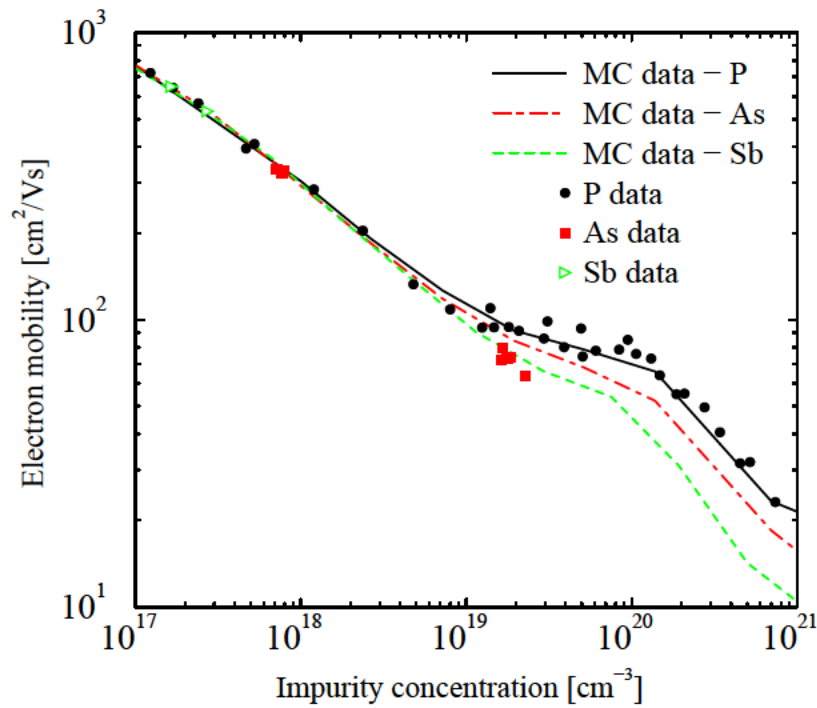 10³
MC data − P
MC data − As
MC data − Sb
P data
As data
Sb data
Electron mobility [cm²/Vs]
10²
10¹
10¹⁷ 10¹⁸ 10¹⁹ 10²⁰ 10²¹
Impurity concentration [cm⁻³]